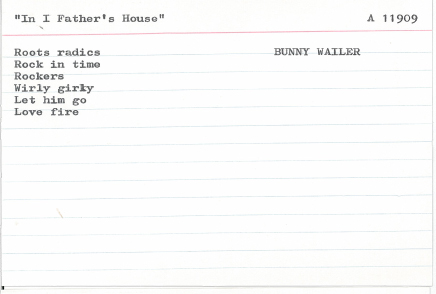 "In I Father's House" A 11909
Roots radics BUNNY WAILER
Rock in time
Rockers
Wirly girly
Let him go
Love fire